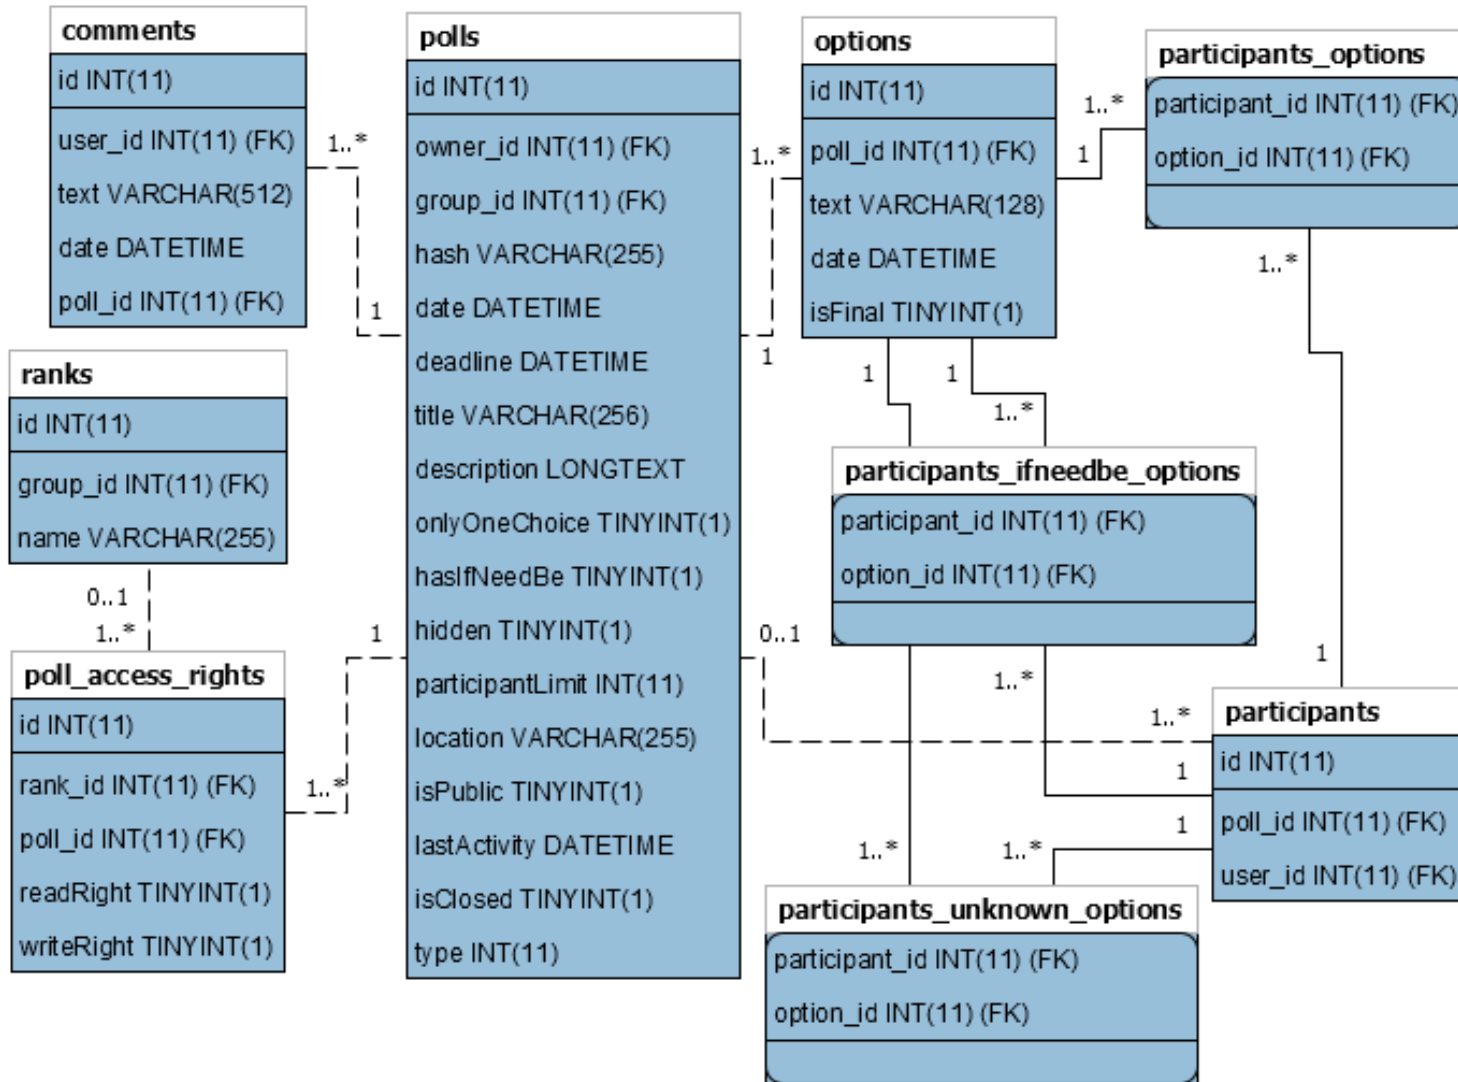 comments
id INT(11)
user_id INT(11) (FK)
text VARCHAR(512)
date DATETIME
poll_id INT(11) (FK)
1..*
1
polls
id INT(11)
owner_id INT(11) (FK)
group_id INT(11) (FK)
hash VARCHAR(255)
date DATETIME
deadline DATETIME
title VARCHAR(256)
description LONGTEXT
onlyOneChoice TINYINT(1)
hasIfNeedBe TINYINT(1)
hidden TINYINT(1)
participantLimit INT(11)
location VARCHAR(255)
isPublic TINYINT(1)
lastActivity DATETIME
isClosed TINYINT(1)
type INT(11)
1..*
1
options
id INT(11)
poll_id INT(11) (FK)
text VARCHAR(128)
date DATETIME
isFinal TINYINT(1)
1..*
1
participants_options
participant_id INT(11) (FK)
option_id INT(11) (FK)
1..*
1
1
1..*
ranks
id INT(11)
group_id INT(11) (FK)
name VARCHAR(255)
0..1
1..*
poll_access_rights
id INT(11)
rank_id INT(11) (FK)
poll_id INT(11) (FK)
readRight TINYINT(1)
writeRight TINYINT(1)
1
1..*
participants_ifneedbe_options
participant_id INT(11) (FK)
option_id INT(11) (FK)
0..1
1..*
1..*
1
participants
id INT(11)
poll_id INT(11) (FK)
user_id INT(11) (FK)
1
1
1..*
1..*
participants_unknown_options
participant_id INT(11) (FK)
option_id INT(11) (FK)